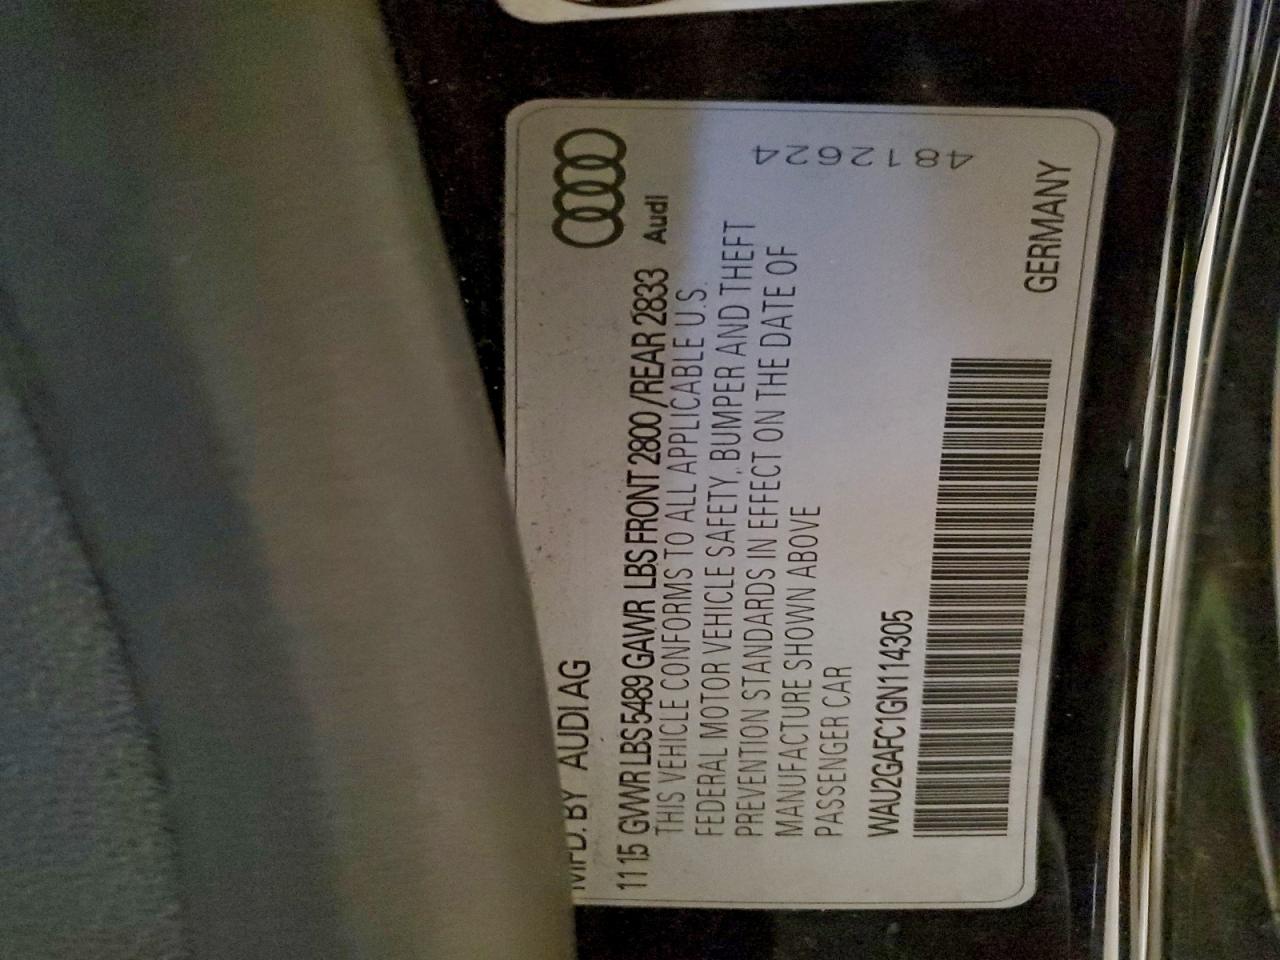 MFD. BY AUDI AG
Audi
11 15 GVWR LBS 5489 GAWR LBS FRONT 2800 /REAR 2833
THIS VEHICLE CONFORMS TO ALL APPLICABLE U.S.
FEDERAL MOTOR VEHICLE SAFETY, BUMPER AND THEFT
PREVENTION STANDARDS IN EFFECT ON THE DATE OF
MANUFACTURE SHOWN ABOVE
PASSENGER CAR
4812624
WAU2GAFC1GN114305
GERMANY